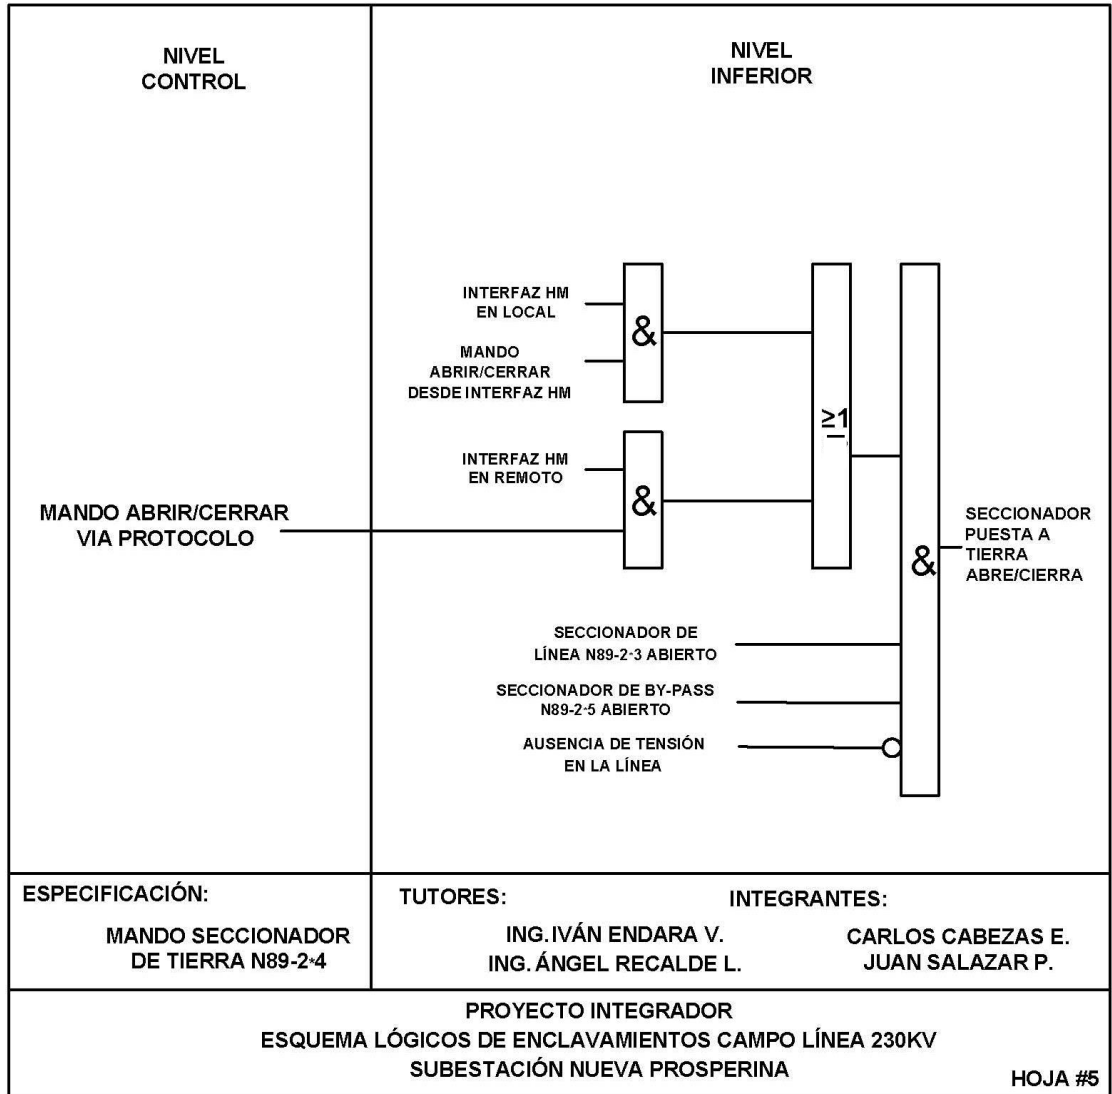 NIVEL
CONTROL
NIVEL
INFERIOR
INTERFAZ HM
EN LOCAL
MANDO
ABRIR/CERRAR
DESDE INTERFAZ HM
&
≥1
INTERFAZ HM
EN REMOTO
&
MANDO ABRIR/CERRAR
VIA PROTOCOLO
&
SECCIONADOR
PUESTA A
TIERRA
ABRE/CIERRA
SECCIONADOR DE
LÍNEA N89-2*3 ABIERTO
SECCIONADOR DE BY-PASS
N89-2*5 ABIERTO
AUSENCIA DE TENSIÓN
EN LA LÍNEA
ESPECIFICACIÓN:
MANDO SECCIONADOR
DE TIERRA N89-2*4
TUTORES:
ING.IVÁN ENDARA V.
ING. ÁNGEL RECALDE L.
INTEGRANTES:
CARLOS CABEZAS E.
JUAN SALAZAR P.
PROYECTO INTEGRADOR
ESQUEMA LÓGICOS DE ENCLAVAMIENTOS CAMPO LÍNEA 230KV
SUBESTACIÓN NUEVA PROSPERINA
HOJA #5